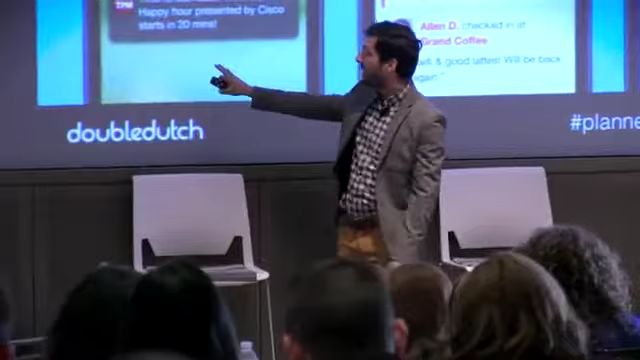 Happy hour presented by Cisco
starts in 20 mins!
Allen D. checked in at
Grand Coffee
& good lattes! Will be back
again."
doubledutch
#planne